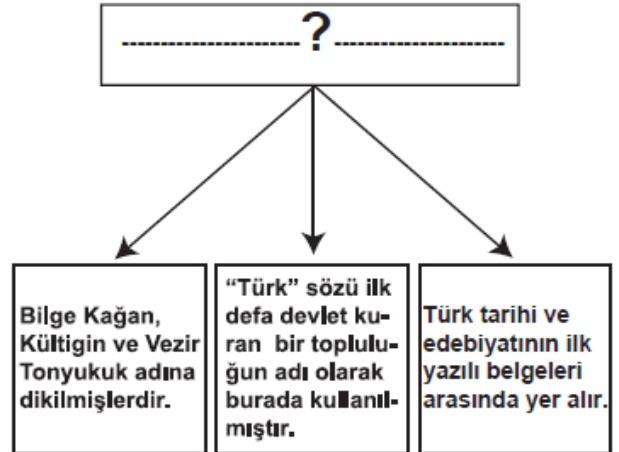 -----------------------?----------------------
Bilge Kağan,
Kültigin ve Vezir
Tonyukuk adına
dikilmişlerdir.
“Türk” sözü ilk
defa devlet ku-
ran bir toplulu-
ğun adı olarak
burada kullanıl-
mıştır.
Türk tarihi ve
edebiyatının ilk
yazılı belgeleri
arasında yer alır.